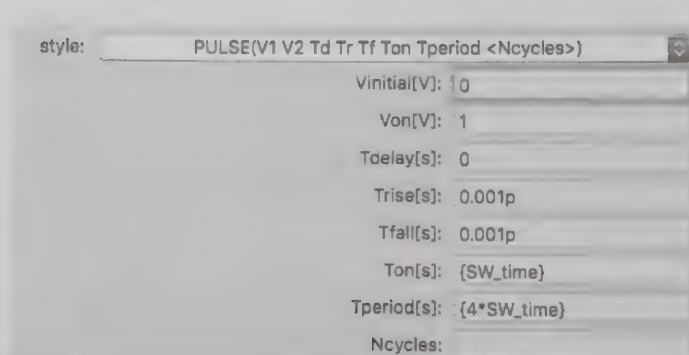 style: PULSE(V1 V2 Td Tr Tf Ton Tperiod <Ncycles>)
Vinitial[V]: 0
Von[V]: 1
Tdelay[s]: 0
Trise[s]: 0.001p
Tfall[s]: 0.001p
Ton[s]: {SW_time}
Tperiod[s]: {4*SW_time}
Ncycles: